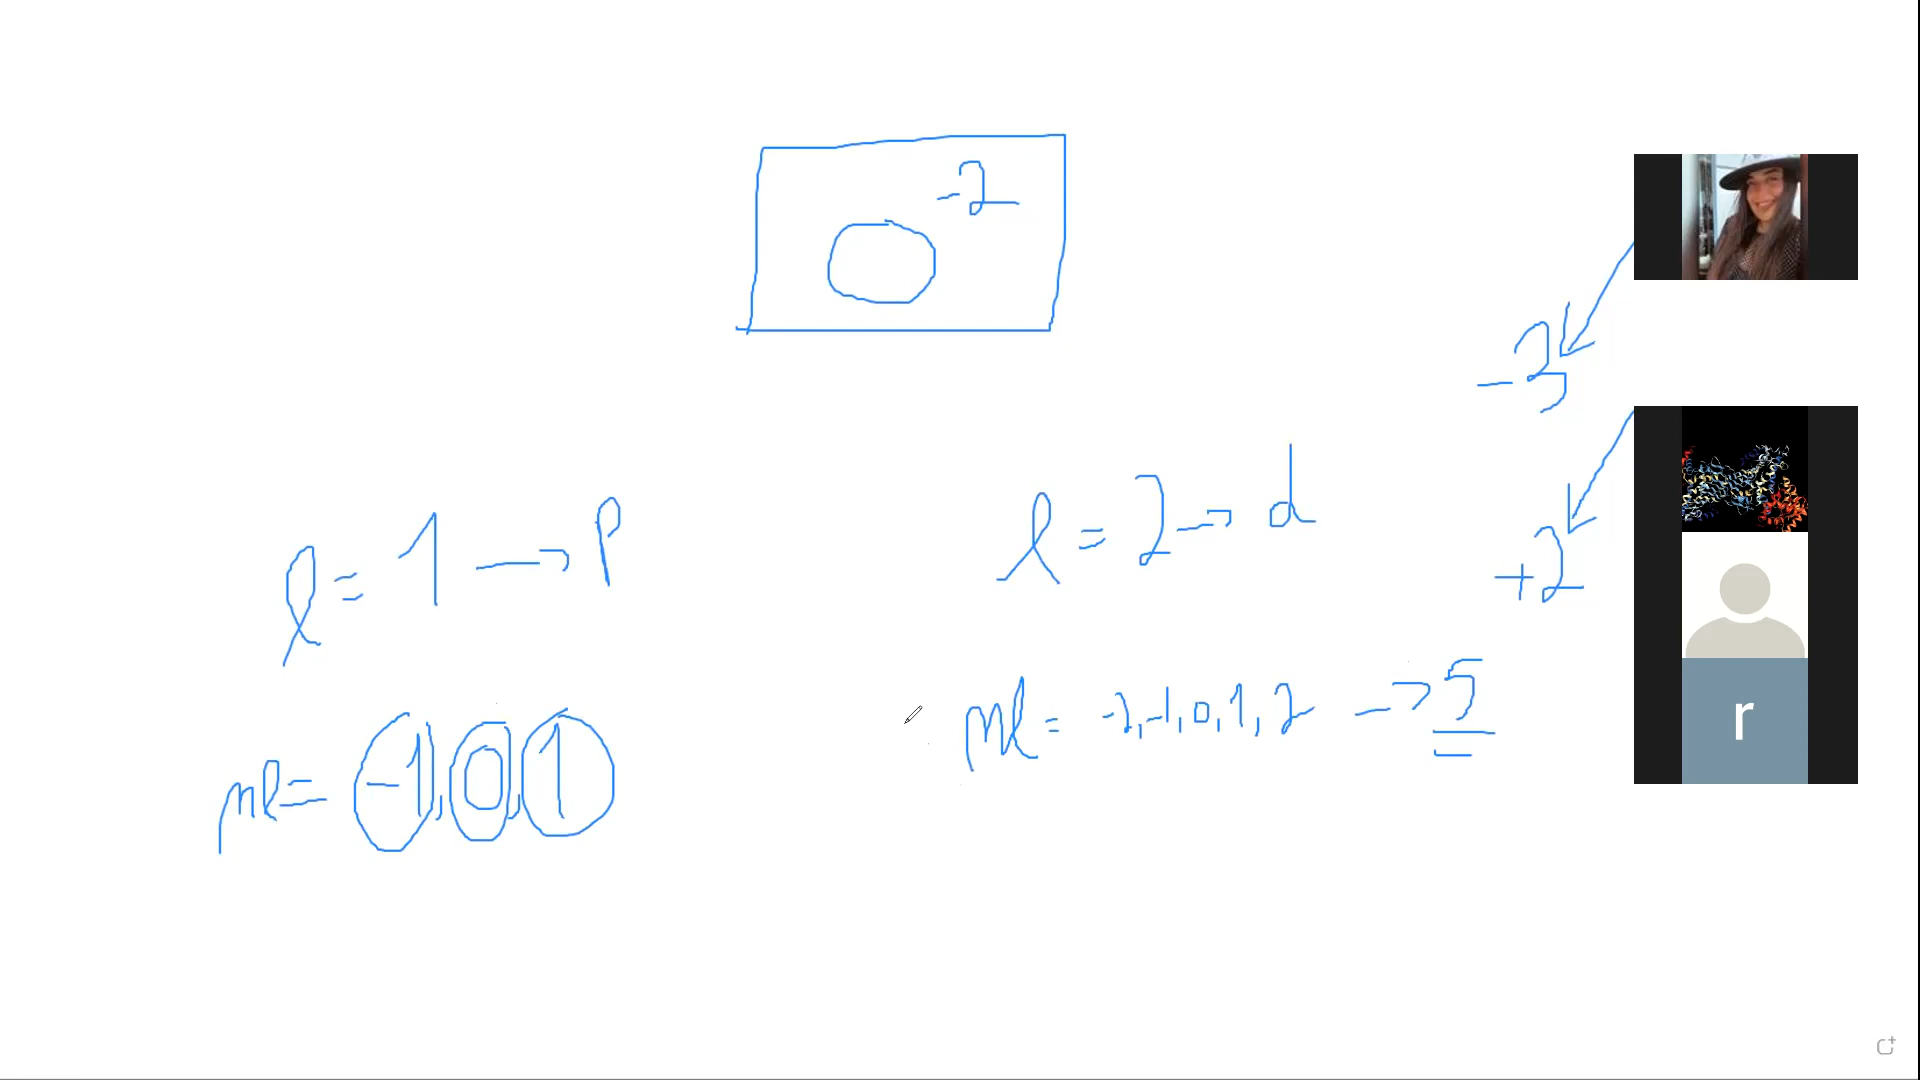 -2
-3
l = 1 → p
l = 2 → d
+2
ml = -1, 0, 1
ml = -2, -1, 0, 1, 2 → 5
r